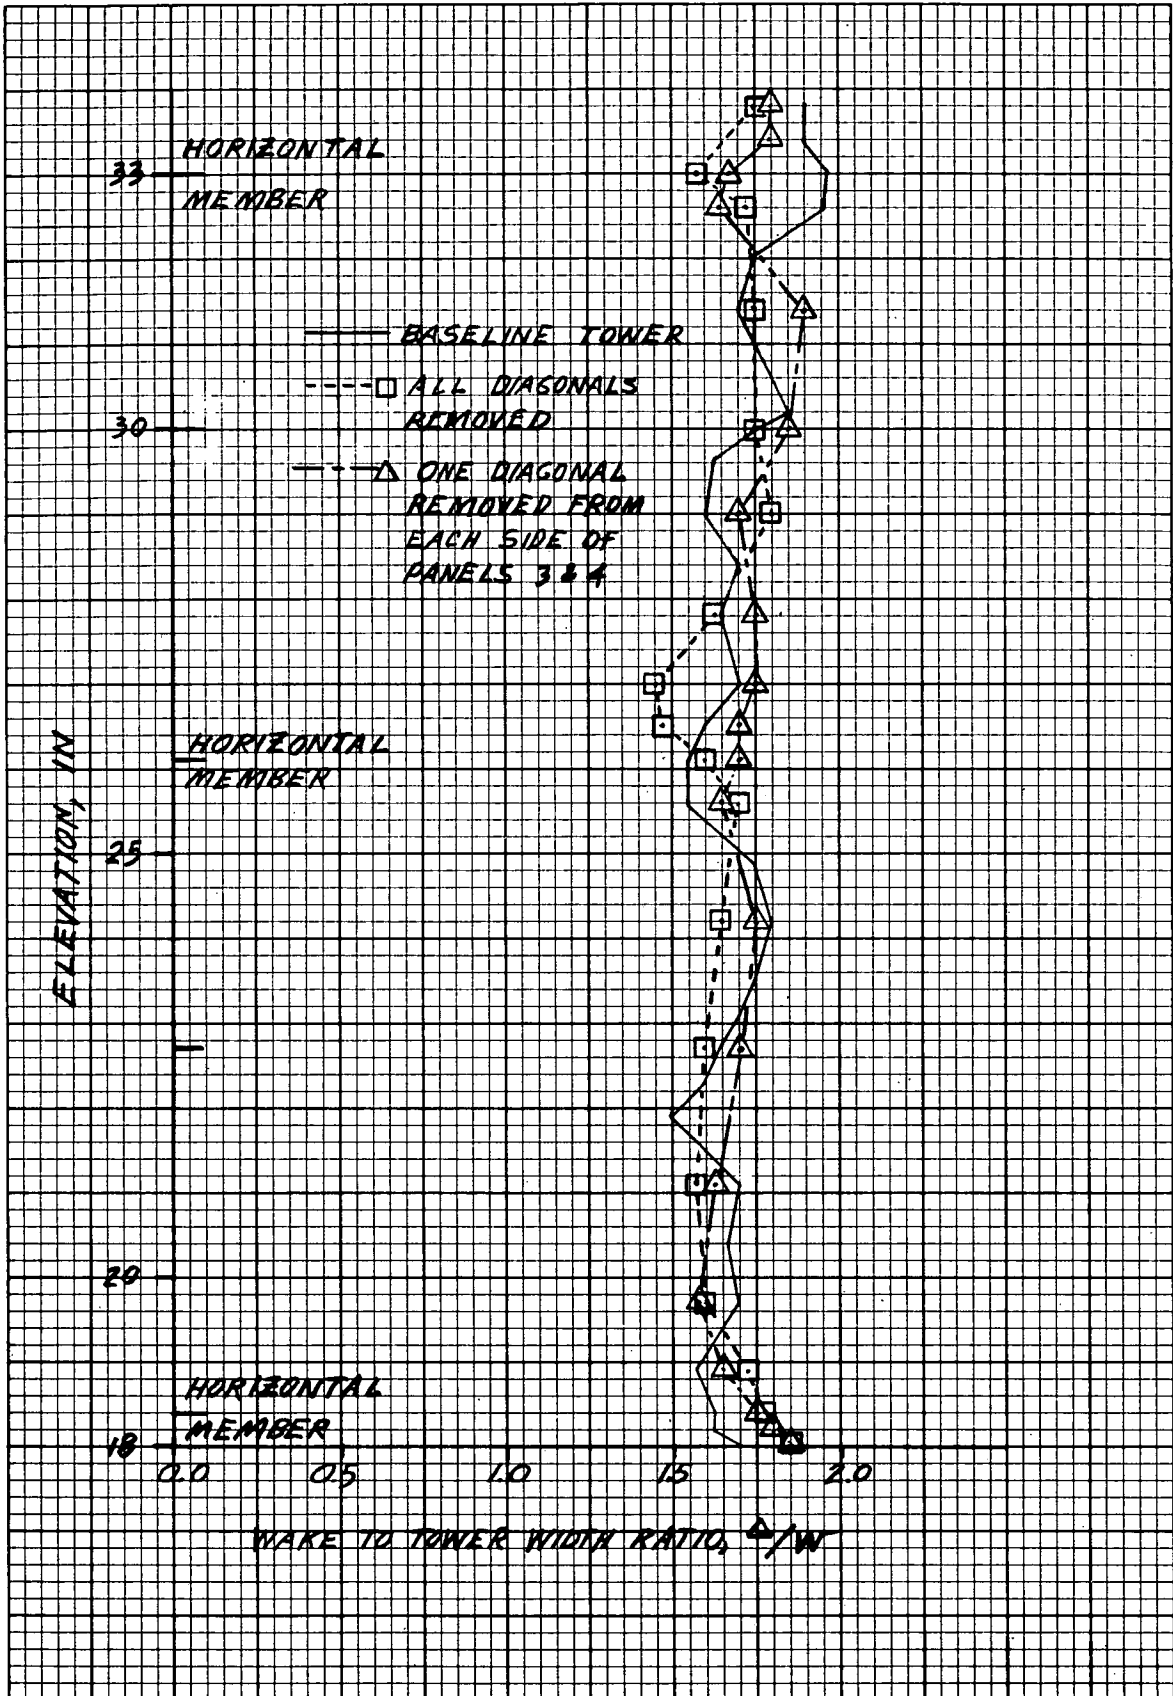 HORIZONTAL
33
MEMBER
BASELINE TOWER
ALL DIAGONALS
REMOVED
30
ONE DIAGONAL
REMOVED FROM
EACH SIDE OF
PANELS 3 & 4
HORIZONTAL
MEMBER
ELEVATION, IN
25
20
HORIZONTAL
MEMBER
18
0.0 0.5 1.0 1.5 2.0
WAKE TO TOWER WIDTH RATIO, Δ/W